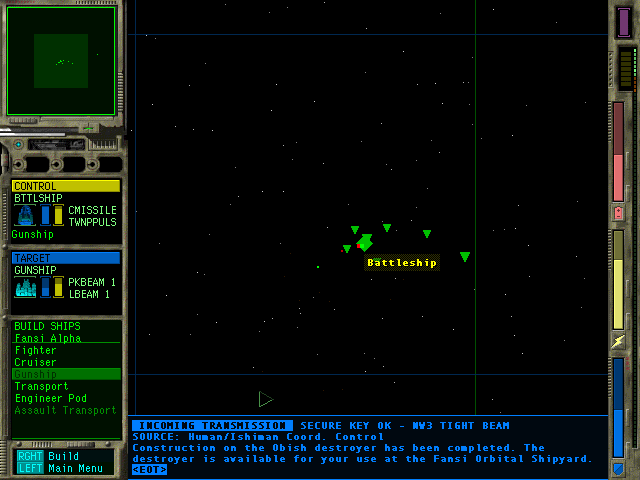 CONTROL
BTTLSHIP
CMISSILE
TWNPPULS
Gunship
TARGET
GUNSHIP
PKBEAM 1
LBEAM 1
BUILD SHIPS
Fansi Alpha
Fighter
Cruiser
Gunship
Transport
Engineer Pod
Assault Transport
RGHT Build
LEFT Main Menu
Battleship
INCOMING TRANSMISSION SECURE KEY OK - NW3 TIGHT BEAM
SOURCE: Human/Ishiman Coord. Control
Construction on the Obish destroyer has been completed. The
destroyer is available for your use at the Fansi Orbital Shipyard.
<EOT>